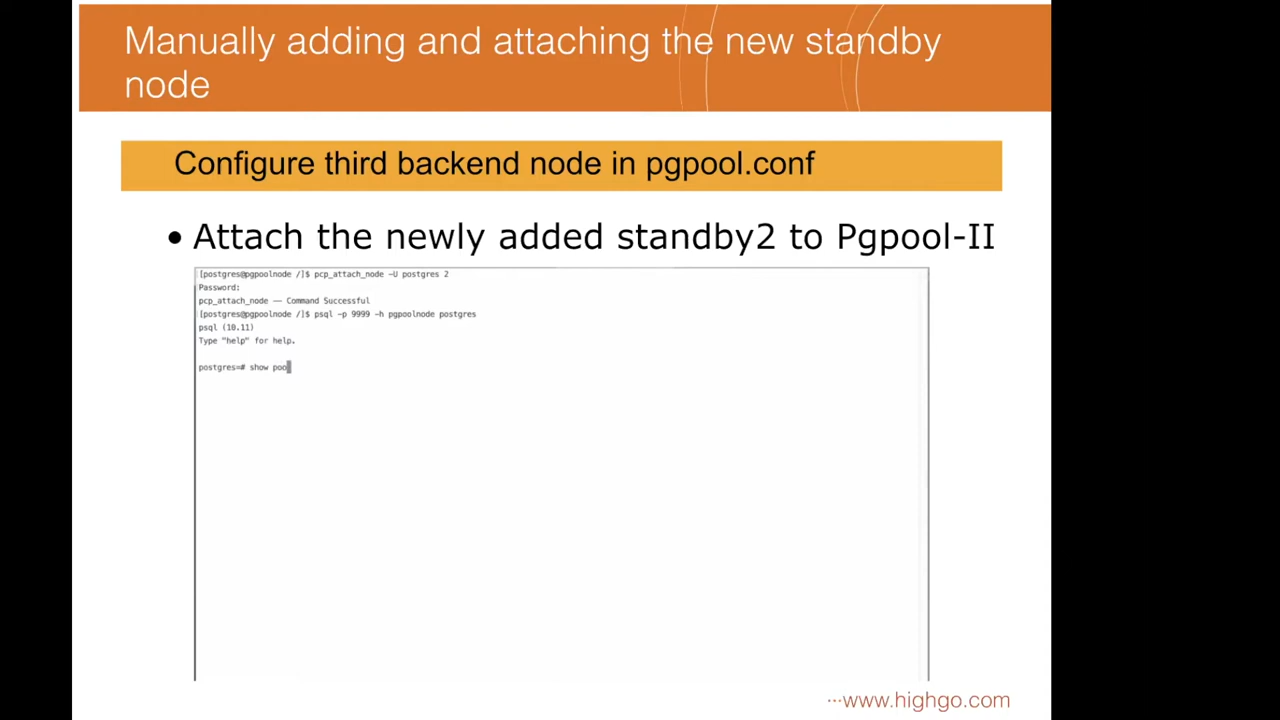 Manually adding and attaching the new standby
node
Configure third backend node in pgpool.conf
• Attach the newly added standby2 to Pgpool-II
[postgres@pgpoolnode /]$ pcp_attach_node -U postgres 2
Password:
pcp_attach_node -- Command Successful
[postgres@pgpoolnode /]$ psql -p 9999 -h pgpoolnode postgres
psql (10.11)
Type "help" for help.
postgres=# show poo
···www.highgo.com